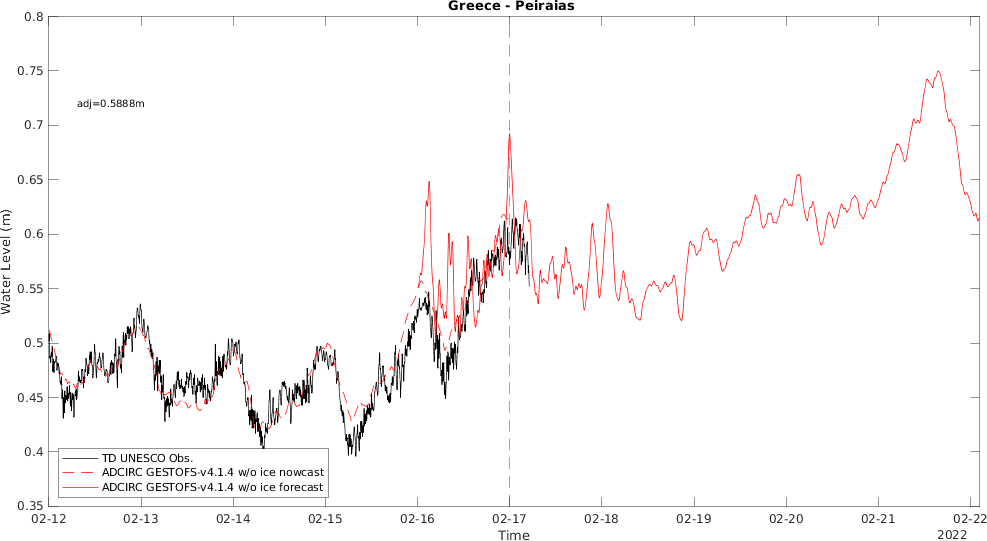 Greece - Peiraias
0.8
0.75
0.7
0.65
0.6
0.55
0.5
0.45
0.4
0.35
Water Level (m)
adj=0.5888m
TD UNESCO Obs.
ADCIRC GESTOFS-v4.1.4 w/o ice nowcast
ADCIRC GESTOFS-v4.1.4 w/o ice forecast
02-12 02-13 02-14 02-15 02-16 02-17 02-18 02-19 02-20 02-21 02-22
Time
2022